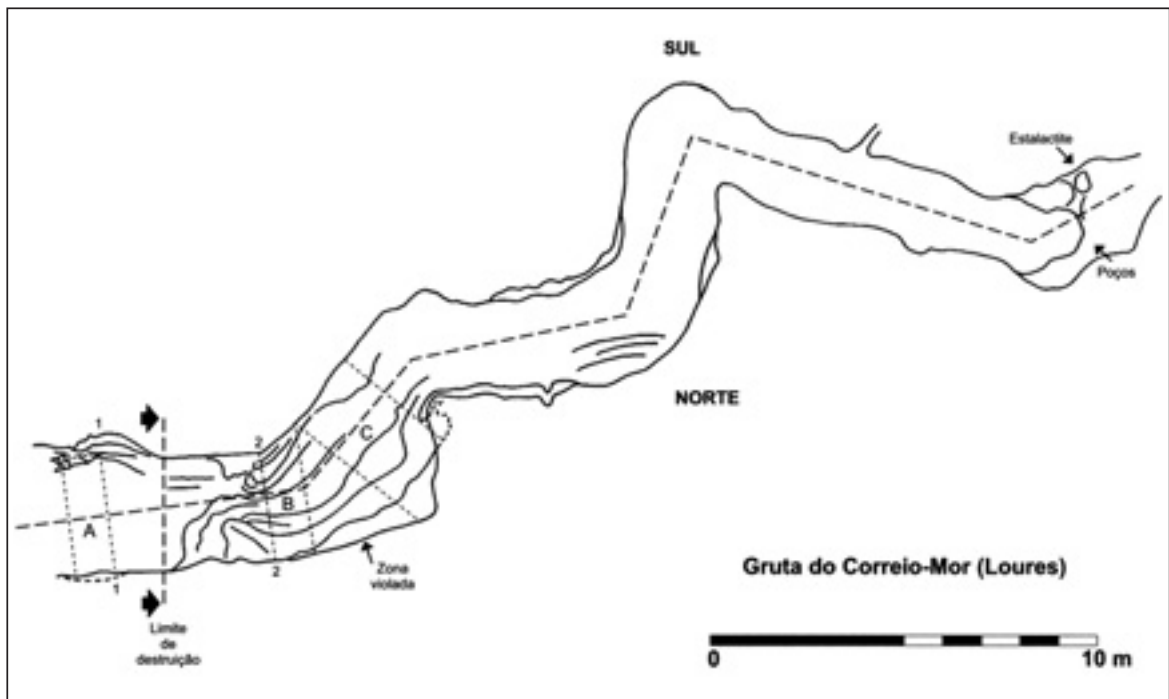 SUL
Estalactite
Poços
NORTE
1
2
C
B
A
2
1
Zona
violada
Limite
de
destruição
Gruta do Correio-Mor (Loures)
0
10 m